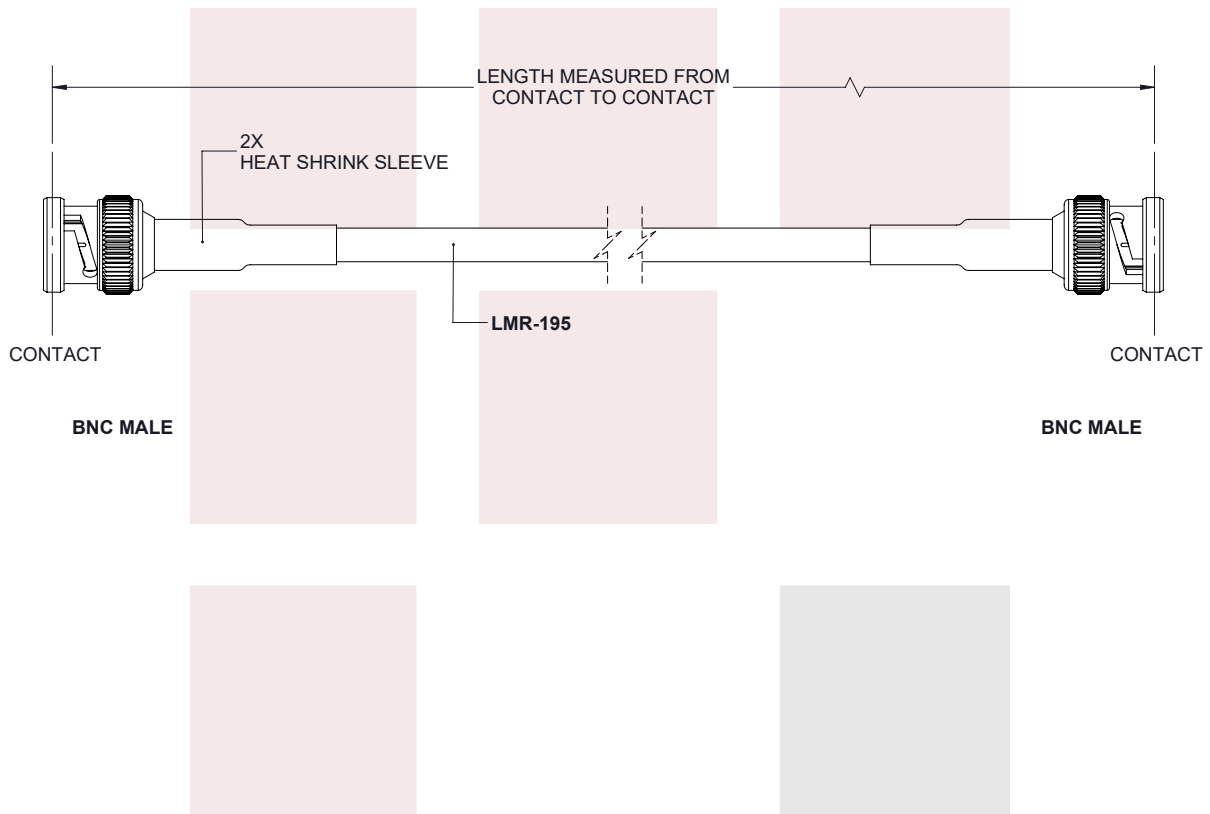 LENGTH MEASURED FROM
CONTACT TO CONTACT
2X
HEAT SHRINK SLEEVE
LMR-195
CONTACT
CONTACT
BNC MALE
BNC MALE